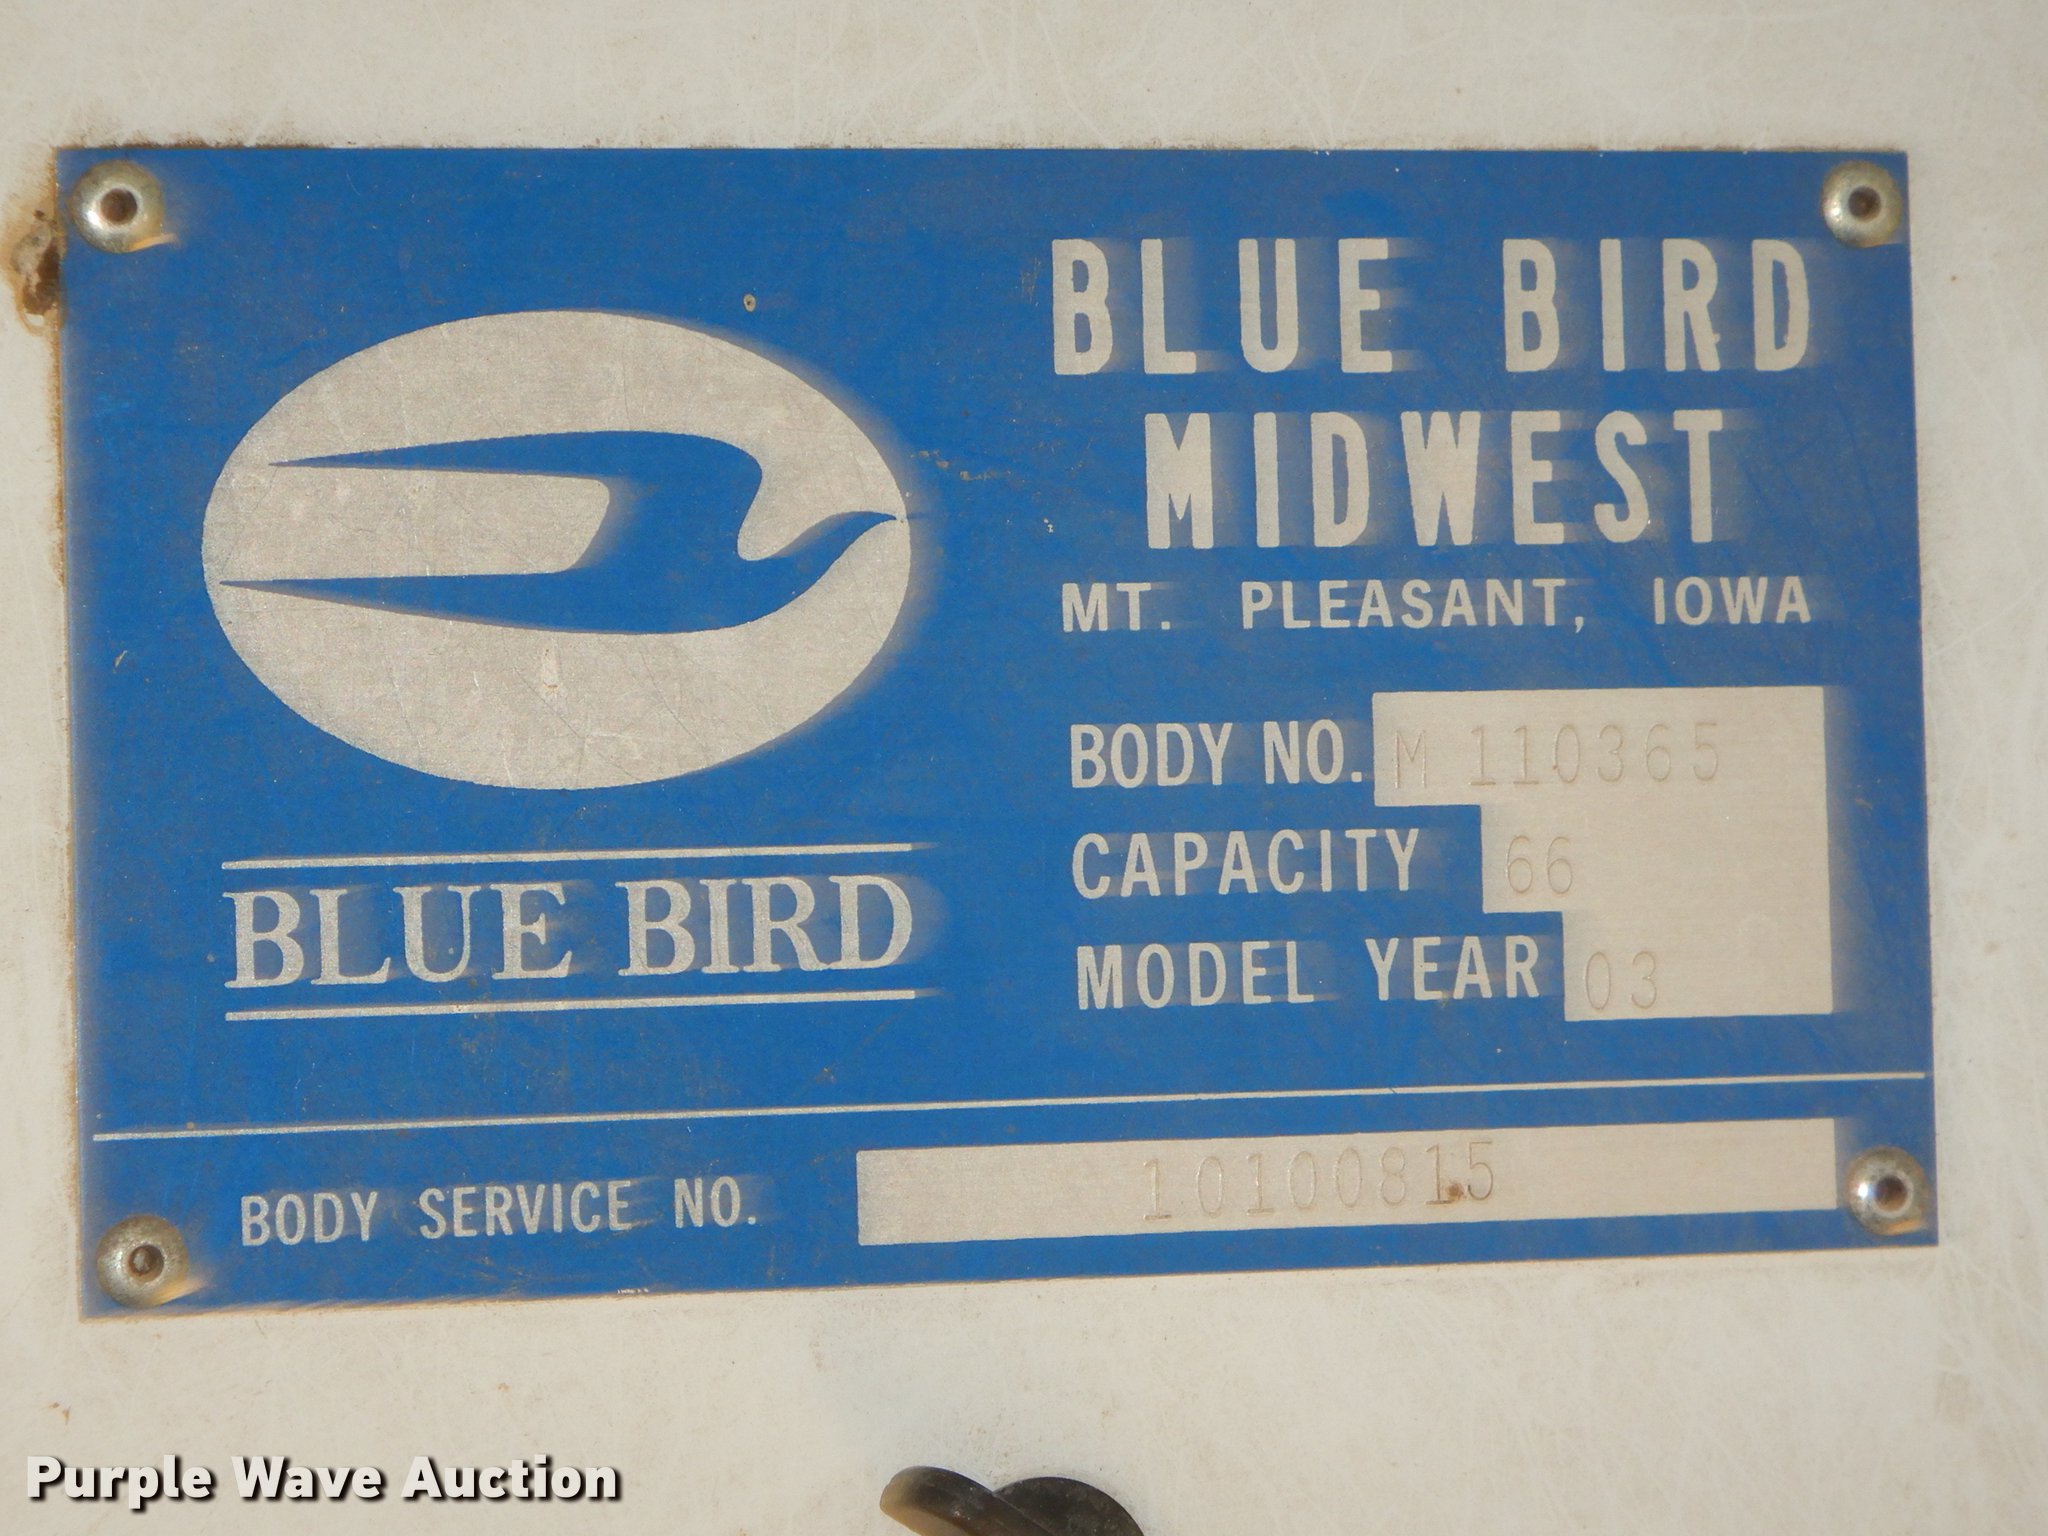 BLUE BIRD
MIDWEST
MT. PLEASANT, IOWA
BODY NO. M 110365
CAPACITY 66
MODEL YEAR 03
BLUE BIRD
BODY SERVICE NO. 10100815
Purple Wave Auction